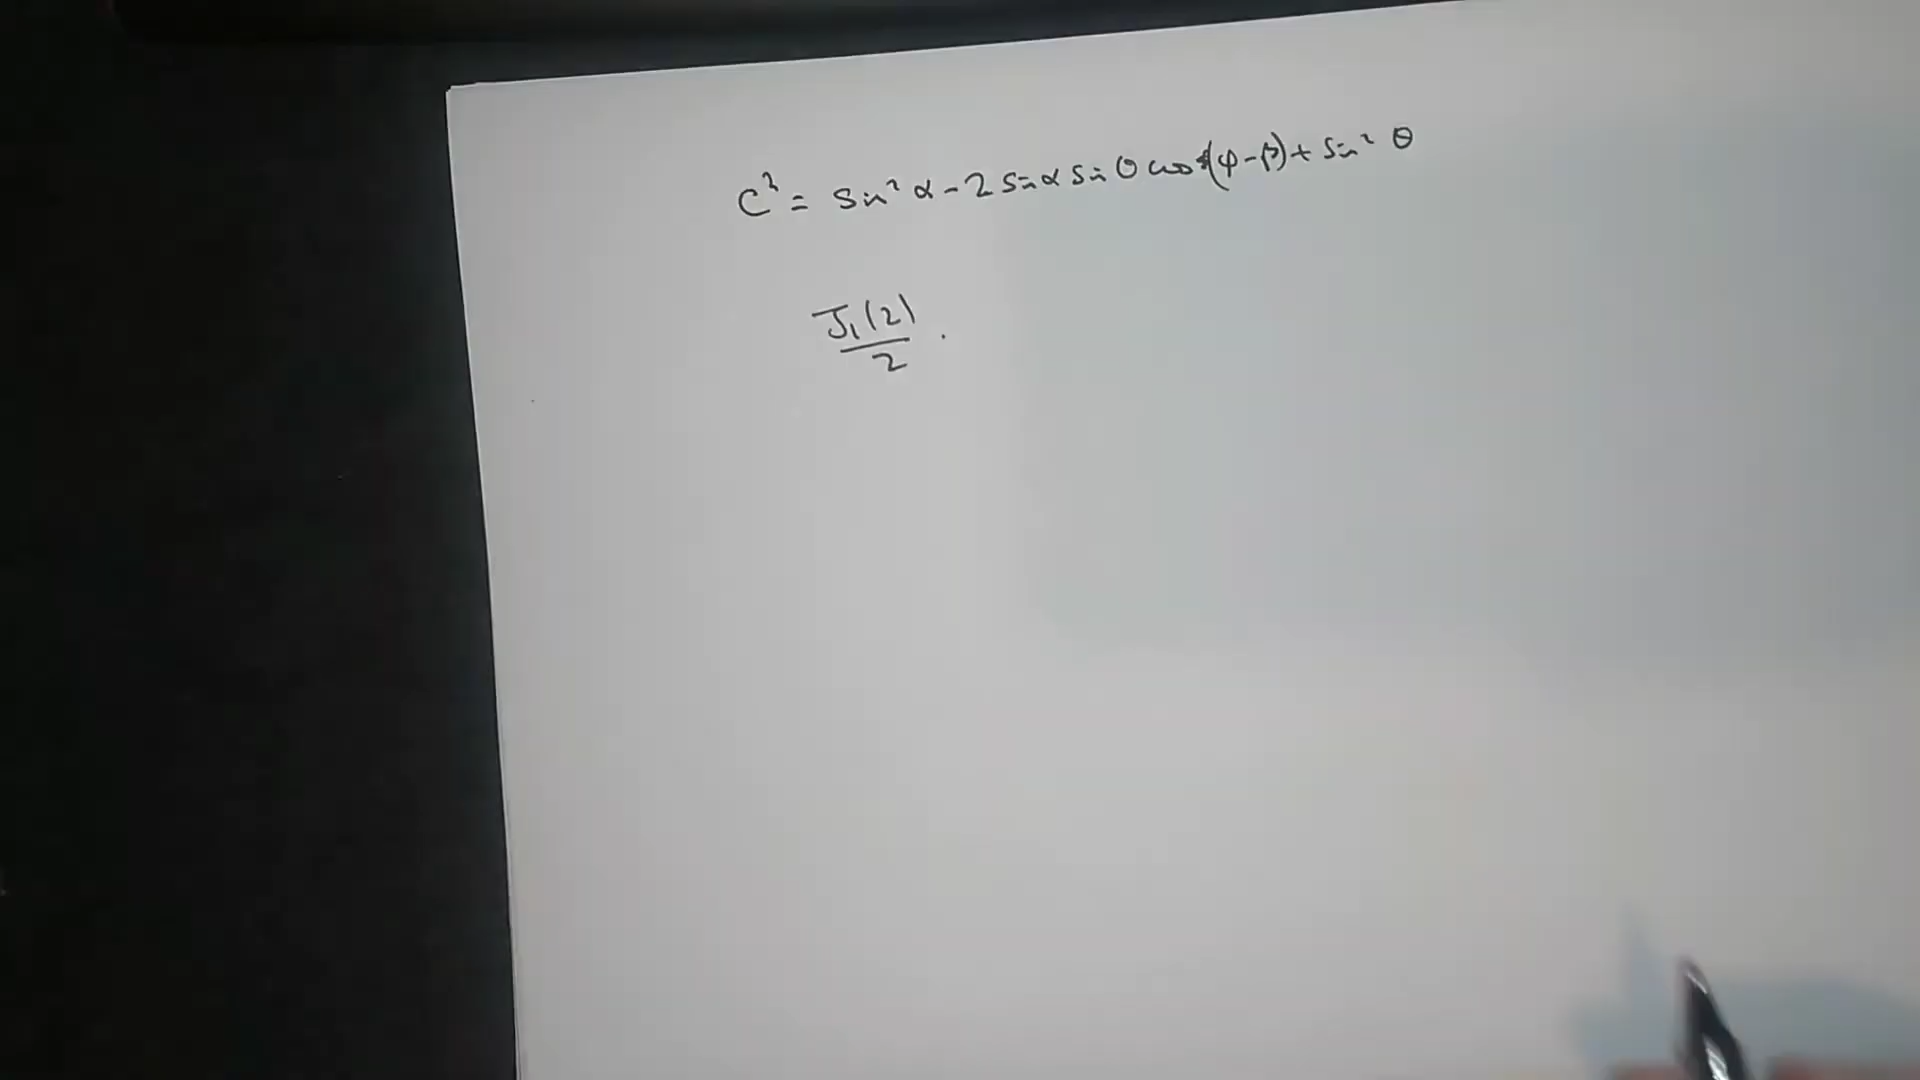 C² = Sin² α - 2 Sin α Sin θ cos(φ-β) + Sin² θ
J₁(2)
2